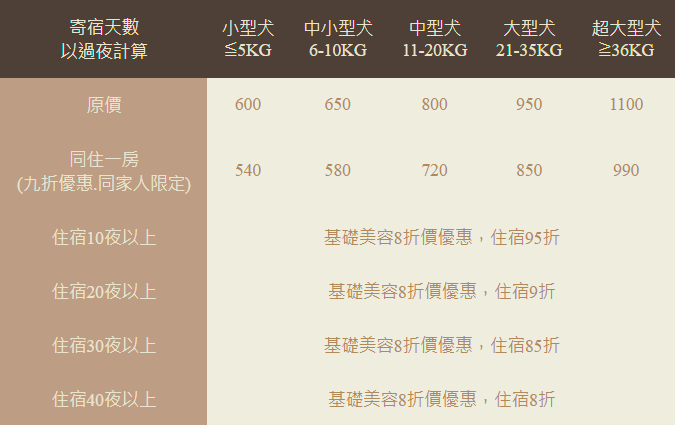 寄宿天數 以過夜計算 小型犬 ≦5KG 中小型犬 6-10KG 中型犬 11-20KG 大型犬 21-35KG 超大型犬 ≧36KG
原價 600 650 800 950 1100
同住一房 (九折優惠.同家人限定) 540 580 720 850 990
住宿10夜以上 基礎美容8折價優惠，住宿95折
住宿20夜以上 基礎美容8折價優惠，住宿9折
住宿30夜以上 基礎美容8折價優惠，住宿85折
住宿40夜以上 基礎美容8折價優惠，住宿8折